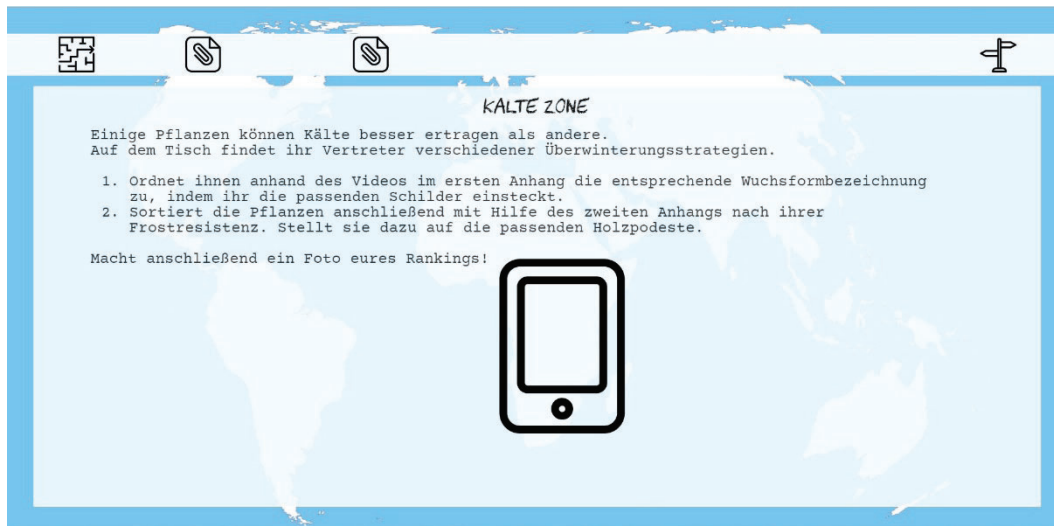 KALTE ZONE
Einige Pflanzen können Kälte besser ertragen als andere.
Auf dem Tisch findet ihr Vertreter verschiedener Überwinterungsstrategien.
1. Ordnet ihnen anhand des Videos im ersten Anhang die entsprechende Wuchsformbezeichnung
zu, indem ihr die passenden Schilder einsteckt.
2. Sortiert die Pflanzen anschließend mit Hilfe des zweiten Anhangs nach ihrer
Frostresistenz. Stellt sie dazu auf die passenden Holzpodeste.
Macht anschließend ein Foto eures Rankings!